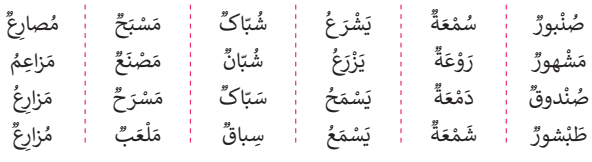 صُنْبورٌ سُمْعَةٌ يَشْرَعُ شُبّاكٌ مَسْبَحٌ مُصارِعٌ
مَشْهورٌ رَوْعَةٌ يَزْرَعُ شُبّانٌ مَصْنَعٌ مَزاعِمُ
صُنْدوقٌ دَمْعَةٌ يَسْمَحُ سَبّاكٌ مَسْرَحٌ مَزارِعُ
طَبْشورٌ شَمْعَةٌ يَسْمَعُ سِباقٌ مَلْعَبٌ مُزارِعٌ